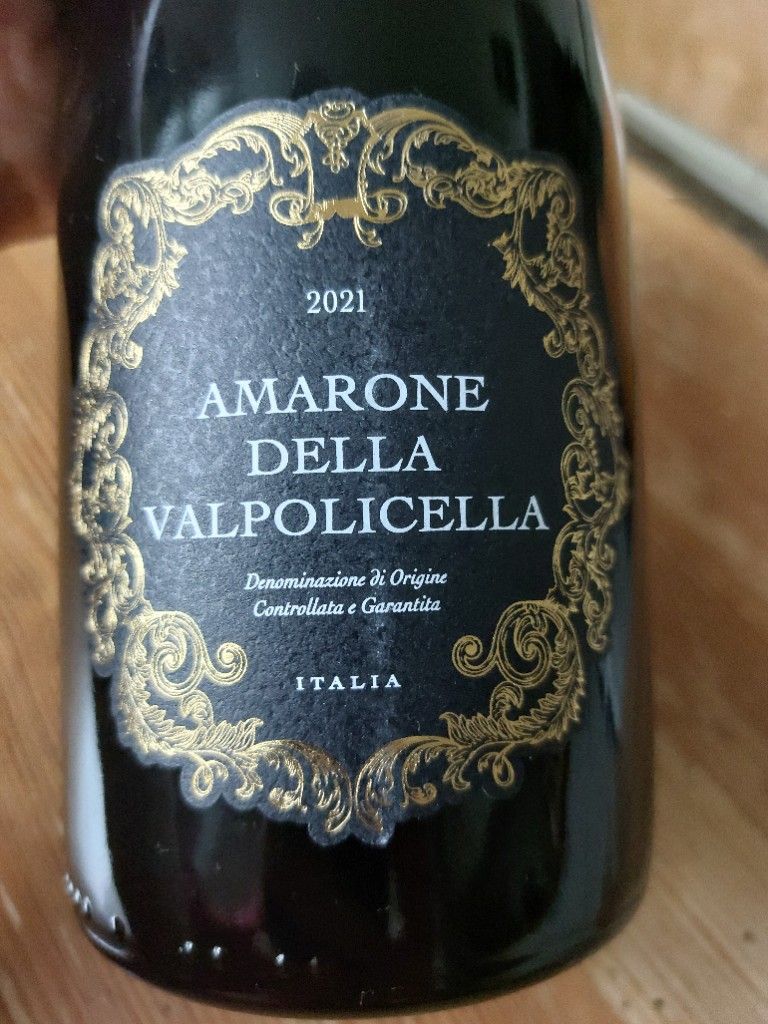 2021
AMARONE
DELLA
VALPOLICELLA
Denominazione di Origine
Controllata e Garantita
ITALIA